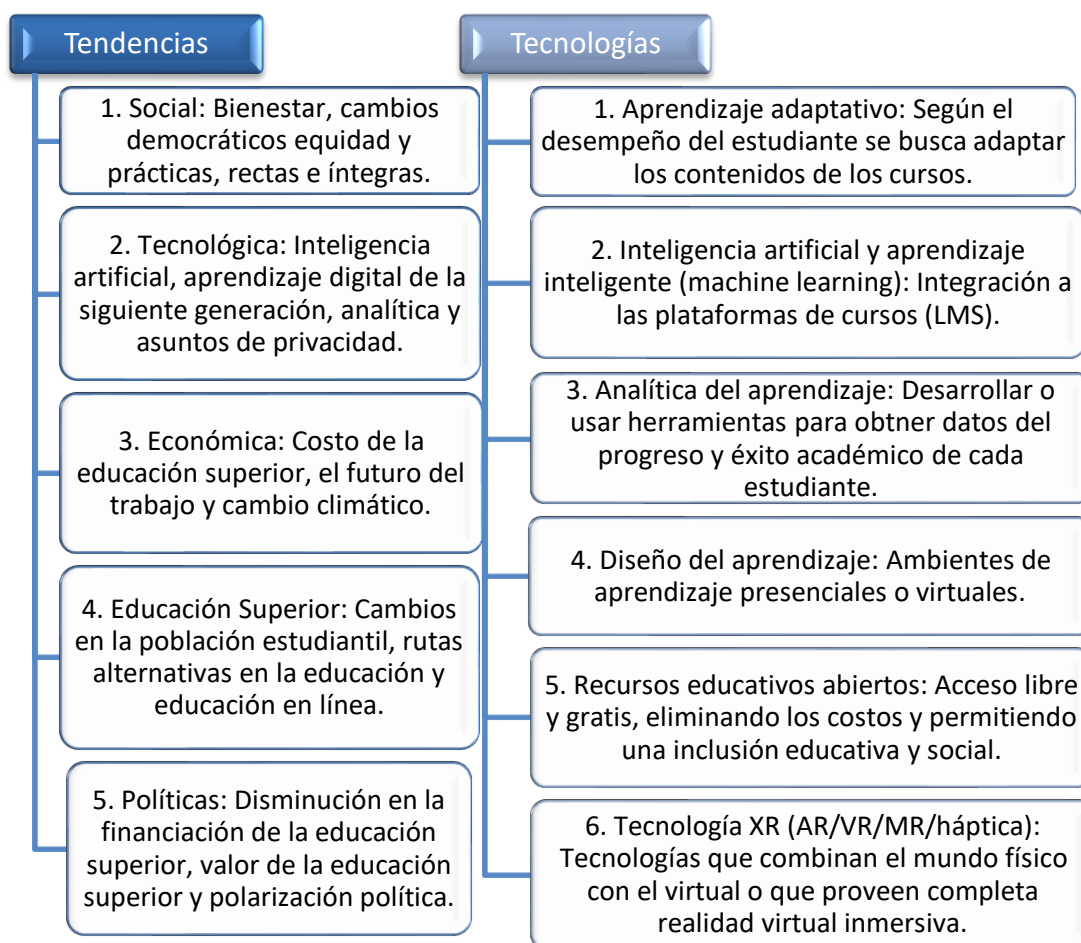 Tendencias
1. Social: Bienestar, cambios
democráticos equidad y
prácticas, rectas e íntegras.
2. Tecnológica: Inteligencia
artificial, aprendizaje digital de la
siguiente generación, analítica y
asuntos de privacidad.
3. Económica: Costo de la
educación superior, el futuro del
trabajo y cambio climático.
4. Educación Superior: Cambios
en la población estudiantil, rutas
alternativas en la educación y
educación en línea.
5. Políticas: Disminución en la
financiación de la educación
superior, valor de la educación
superior y polarización política.
Tecnologías
1. Aprendizaje adaptativo: Según el
desempeño del estudiante se busca adaptar
los contenidos de los cursos.
2. Inteligencia artificial y aprendizaje
inteligente (machine learning): Integración a
las plataformas de cursos (LMS).
3. Analítica del aprendizaje: Desarrollar o
usar herramientas para obtner datos del
progreso y éxito académico de cada
estudiante.
4. Diseño del aprendizaje: Ambientes de
aprendizaje presenciales o virtuales.
5. Recursos educativos abiertos: Acceso libre
y gratis, eliminando los costos y permitiendo
una inclusión educativa y social.
6. Tecnología XR (AR/VR/MR/háptica):
Tecnologías que combinan el mundo físico
con el virtual o que proveen completa
realidad virtual inmersiva.